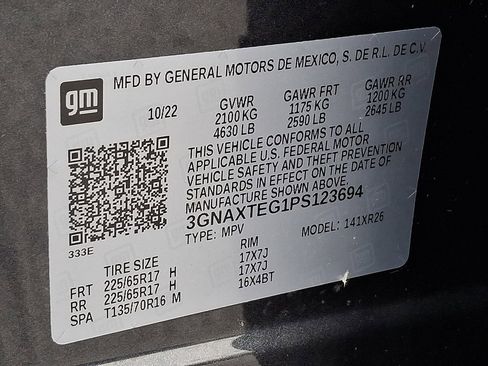 gm
MFD BY GENERAL MOTORS DE MEXICO, S. DE R.L. DE C.V.
10/22 GVWR GAWR FRT GAWR RR
2100 KG 1175 KG 1200 KG
4630 LB 2590 LB 2645 LB
THIS VEHICLE CONFORMS TO ALL
APPLICABLE U.S. FEDERAL MOTOR
VEHICLE SAFETY AND THEFT PREVENTION
STANDARDS IN EFFECT ON THE DATE OF
MANUFACTURE SHOWN ABOVE.
3GNAXTEG1PS123694
TYPE: MPV MODEL: 141XR26
333E
TIRE SIZE RIM
FRT 225/65R17 H 17X7J
RR 225/65R17 H 17X7J
SPA T135/70R16 M 16X4BT